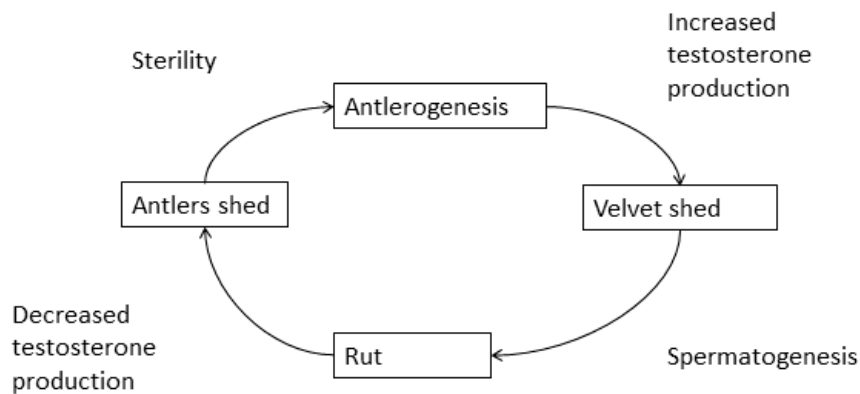 Increased
testosterone
production
Sterility
Antlerogenesis
Antlers shed
Velvet shed
Decreased
testosterone
production
Rut
Spermatogenesis